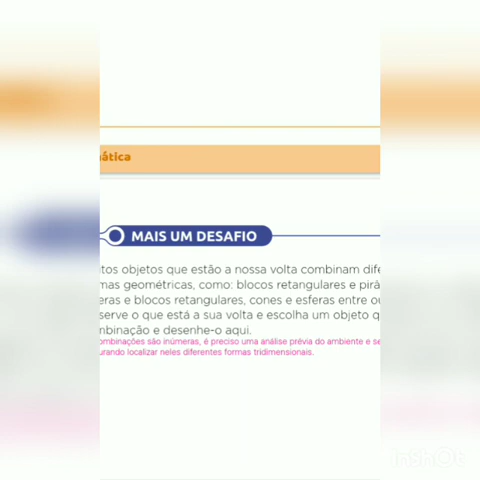 ática
MAIS UM DESAFIO
tos objetos que estão a nossa volta combinam dife
mas geométricas, como: blocos retangulares e pirâ
eras e blocos retangulares, cones e esferas entre ou
serve o que está a sua volta e escolha um objeto q
mbinação e desenhe-o aqui.
ombinações são inúmeras, é preciso uma análise prévia do ambiente e se
urando localizar neles diferentes formas tridimensionais.